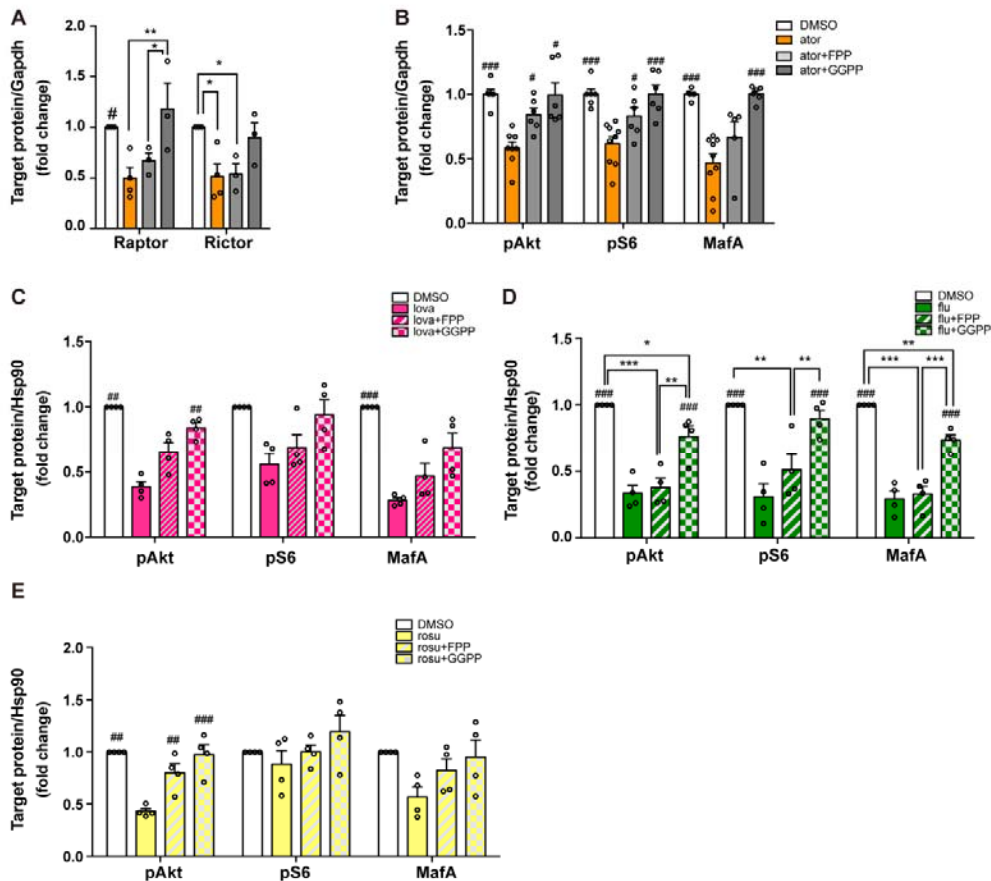 A
Target protein/Gapdh
(fold change)
2.0
1.5
1.0
0.5
0.0
**
*
#
*
*
Raptor
Rictor
B
Target protein/Gapdh
(fold change)
2.0
1.5
1.0
0.5
0.0
DMSO
ator
ator+FPP
ator+GGPP
###
#
#
###
#
###
###
###
pAkt
pS6
MafA
C
Target protein/Hsp90
(fold change)
1.5
1.0
0.5
0.0
DMSO
lova
lova+FPP
lova+GGPP
##
##
###
pAkt
pS6
MafA
D
Target protein/Hsp90
(fold change)
1.5
1.0
0.5
0.0
DMSO
flu
flu+FPP
flu+GGPP
*
***
**
###
###
**
**
###
###
**
***
***
###
###
pAkt
pS6
MafA
E
Target protein/Hsp90
(fold change)
2.0
1.5
1.0
0.5
0.0
DMSO
rosu
rosu+FPP
rosu+GGPP
##
##
###
pAkt
pS6
MafA